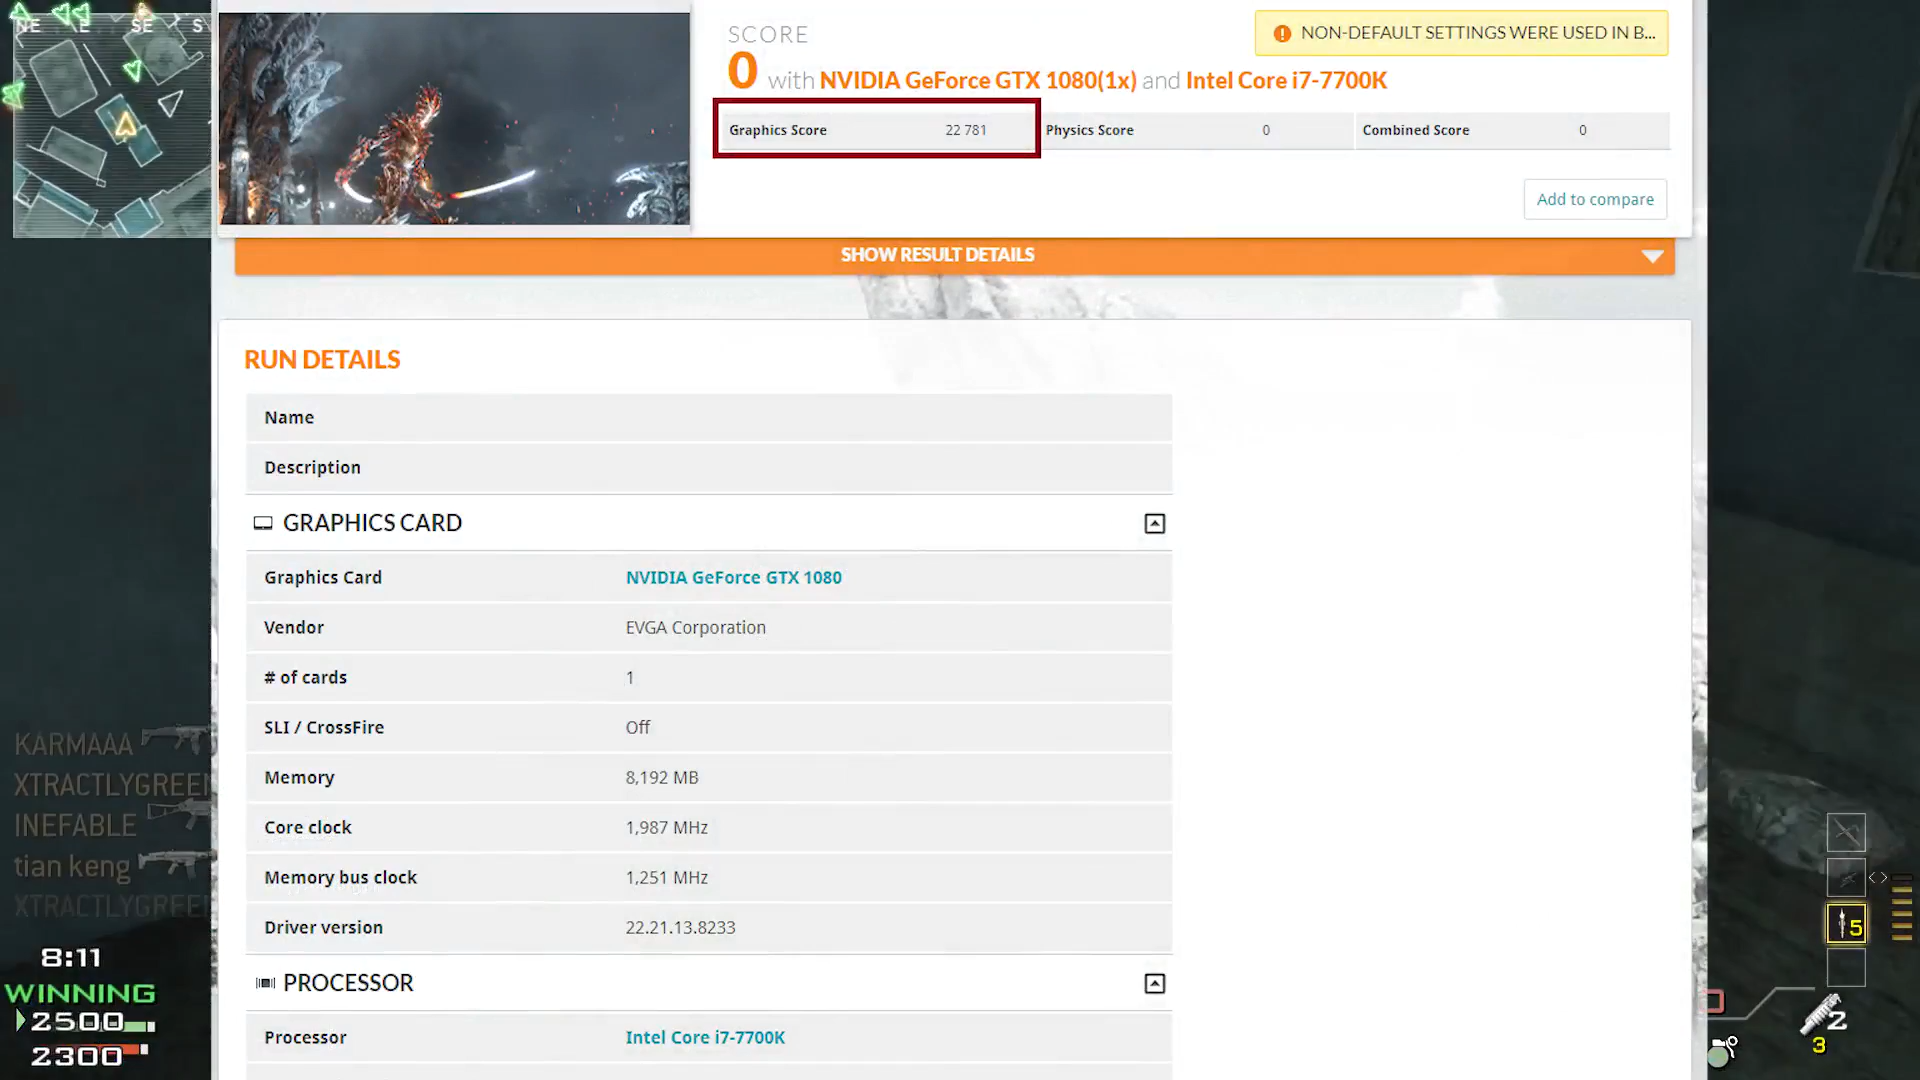 NE E SE S
SCORE
NON-DEFAULT SETTINGS WERE USED IN B...
0 with NVIDIA GeForce GTX 1080(1x) and Intel Core i7-7700K
Graphics Score 22 781 Physics Score 0 Combined Score 0
Add to compare
SHOW RESULT DETAILS
RUN DETAILS
Name
Description
GRAPHICS CARD
Graphics Card NVIDIA GeForce GTX 1080
Vendor EVGA Corporation
# of cards 1
SLI / CrossFire Off
Memory 8,192 MB
Core clock 1,987 MHz
Memory bus clock 1,251 MHz
Driver version 22.21.13.8233
PROCESSOR
Processor Intel Core i7-7700K
KARMAAA
XTRACTLYGREEN
INEFABLE
tian keng
XTRACTLYGREE
8:11
WINNING
2500
2300
5
2
3